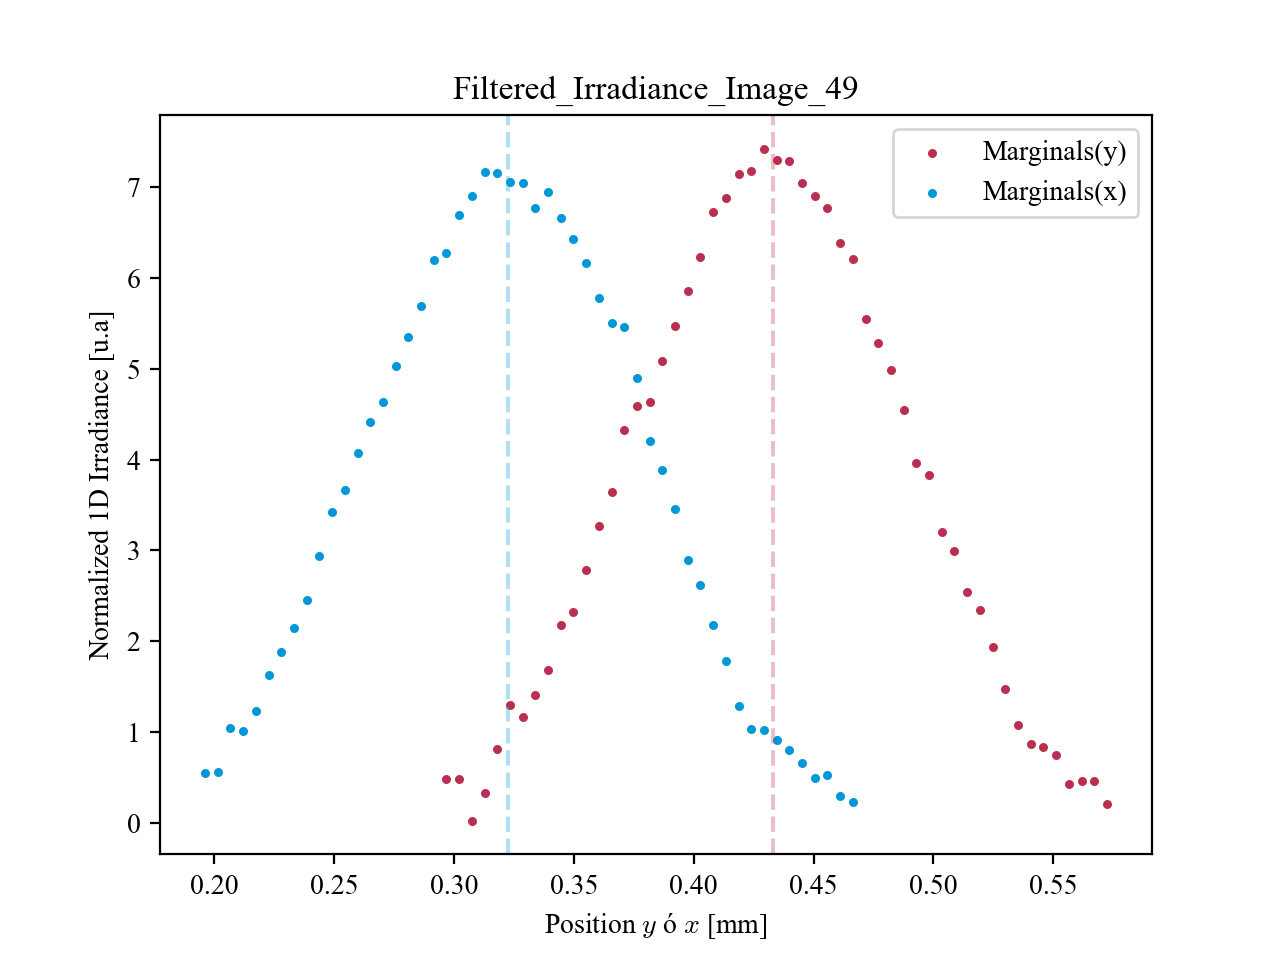 Filtered_Irradiance_Image_49
Marginals(y)
Marginals(x)
Normalized 1D Irradiance [u.a]
7
6
5
4
3
2
1
0
0.20 0.25 0.30 0.35 0.40 0.45 0.50 0.55
Position y ó x [mm]